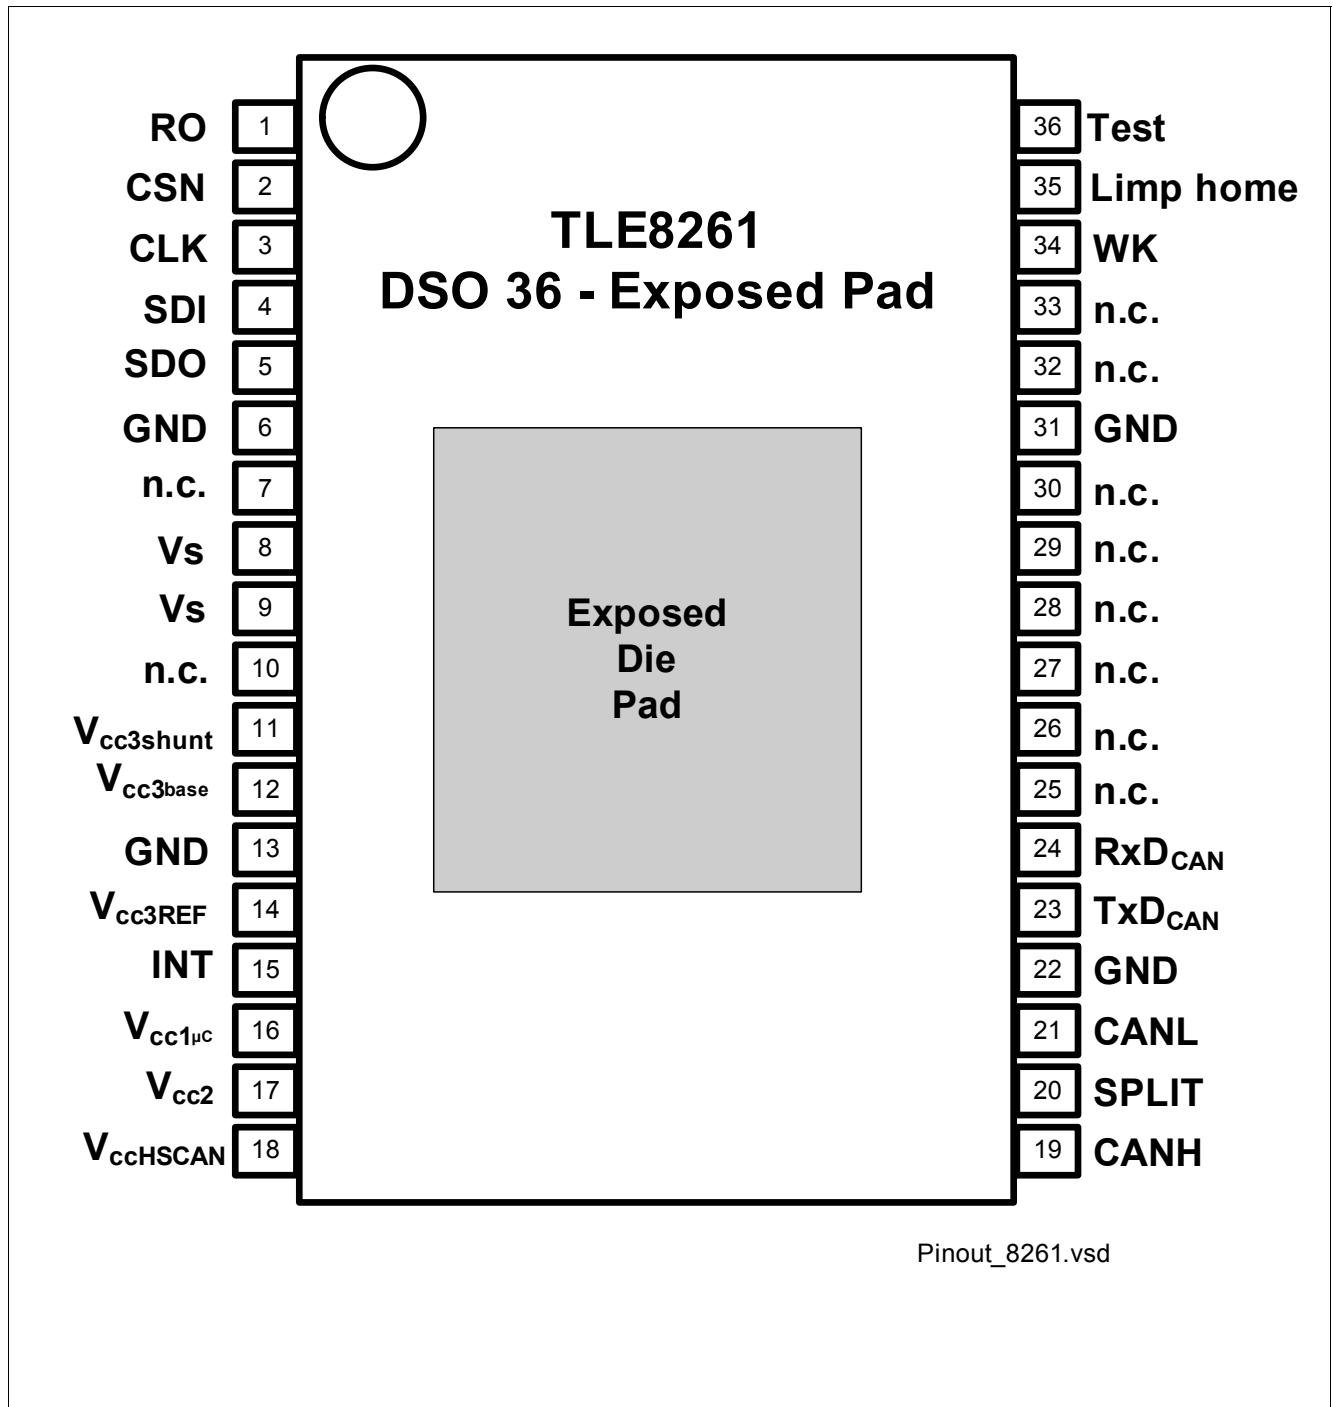 RO 1
CSN 2
CLK 3
SDI 4
SDO 5
GND 6
n.c. 7
Vs 8
Vs 9
n.c. 10
Vcc3shunt 11
Vcc3base 12
GND 13
Vcc3REF 14
INT 15
Vcc1µC 16
Vcc2 17
VccHSCAN 18
TLE8261
DSO 36 - Exposed Pad
Exposed
Die
Pad
36 Test
35 Limp home
34 WK
33 n.c.
32 n.c.
31 GND
30 n.c.
29 n.c.
28 n.c.
27 n.c.
26 n.c.
25 n.c.
24 RxDCAN
23 TxDCAN
22 GND
21 CANL
20 SPLIT
19 CANH
Pinout_8261.vsd